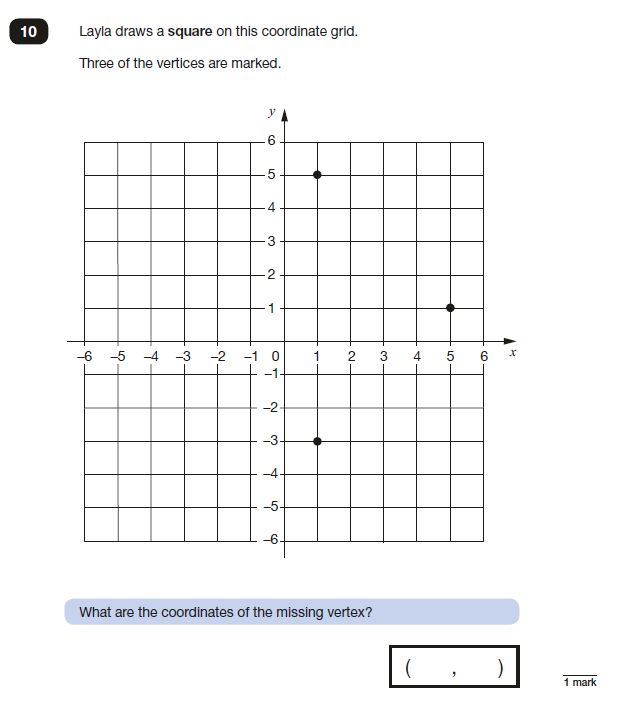 10
Layla draws a square on this coordinate grid.
Three of the vertices are marked.
y
6
5
4
3
2
1
–6 –5 –4 –3 –2 –1 0 1 2 3 4 5 6 x
–1
–2
–3
–4
–5
–6
What are the coordinates of the missing vertex?
( , )
1 mark